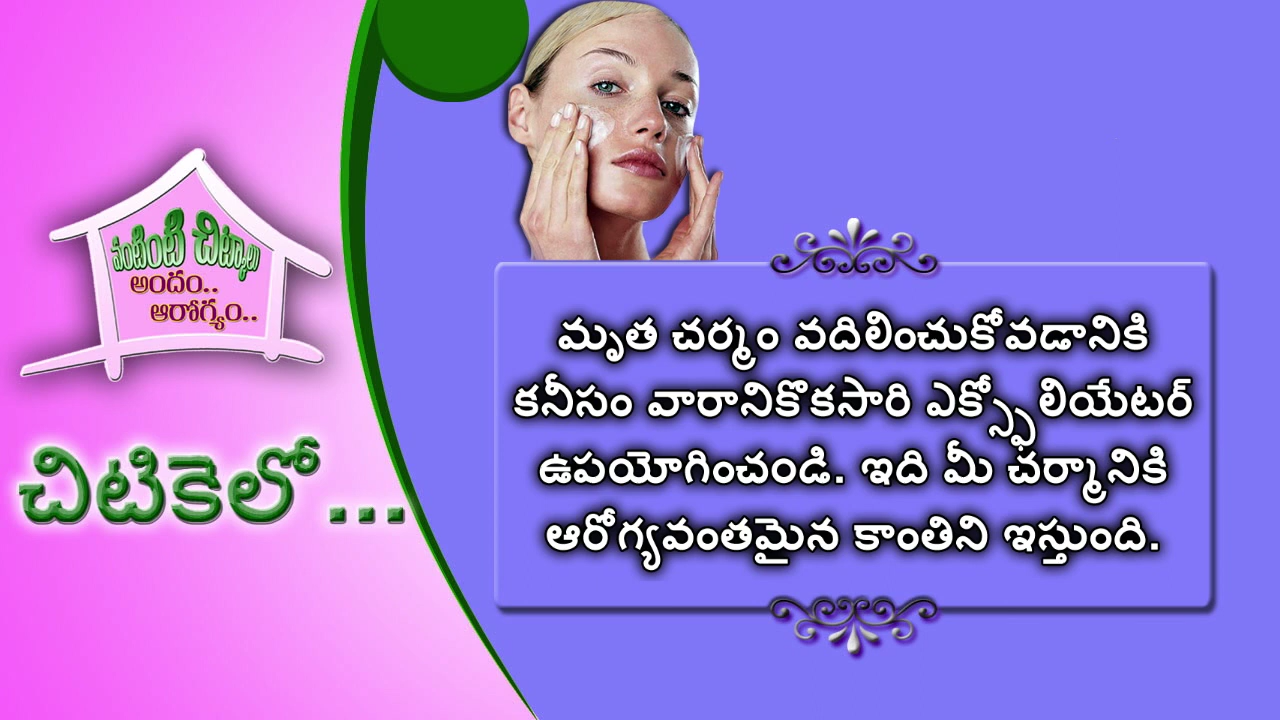 వంటింటి చిట్కాలు
అందం..
ఆరోగ్యం..
చిటికెలో ...
మృత చర్మం వదిలించుకోవడానికి
కనీసం వారానికొకసారి ఎక్స్ఫోలియేటర్
ఉపయోగించండి. ఇది మీ చర్మానికి
ఆరోగ్యవంతమైన కాంతిని ఇస్తుంది.